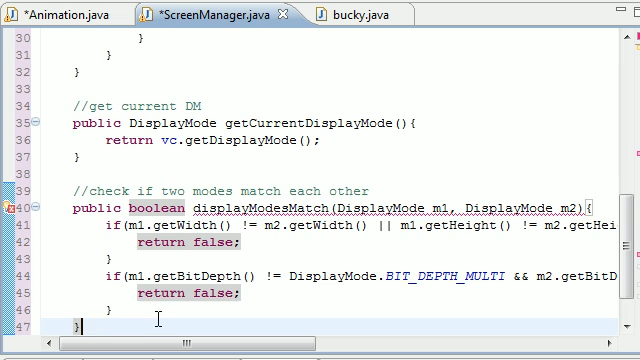 *Animation.java *ScreenManager.java bucky.java
30 }
31 }
32 }
33
34 //get current DM
35 public DisplayMode getCurrentDisplayMode(){
36 return vc.getDisplayMode();
37 }
38
39 //check if two modes match each other
40 public boolean displayModesMatch(DisplayMode m1, DisplayMode m2){
41 if(m1.getWidth() != m2.getWidth() || m1.getHeight() != m2.getHei
42 return false;
43 }
44 if(m1.getBitDepth() != DisplayMode.BIT_DEPTH_MULTI && m2.getBitD
45 return false;
46 }
47 }